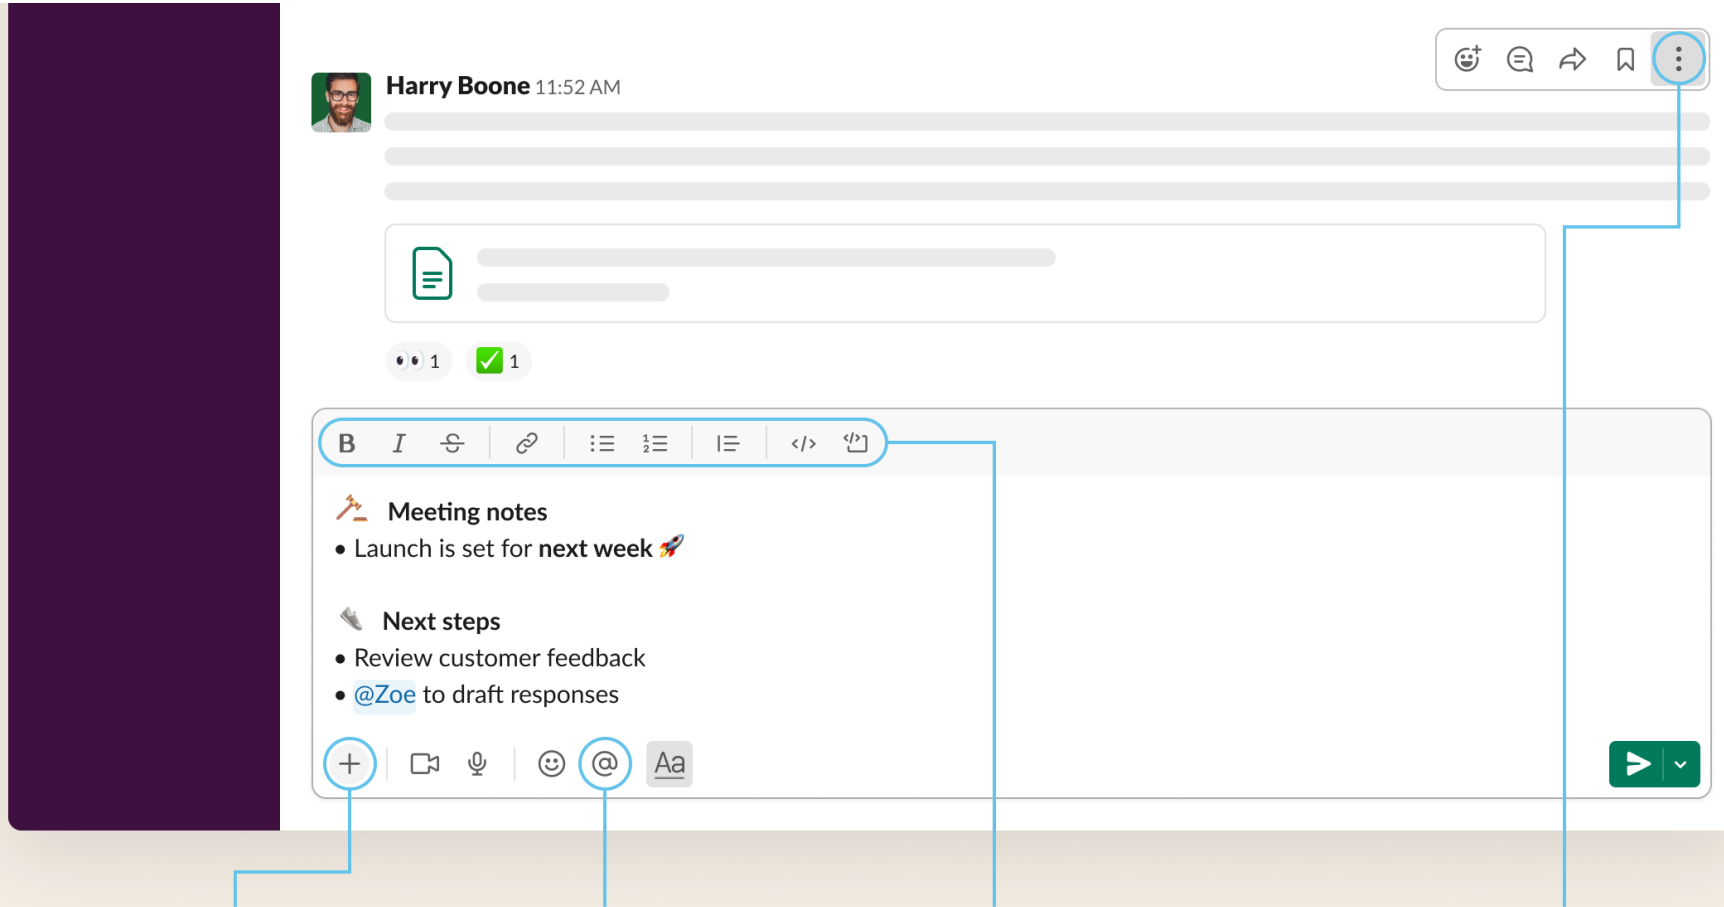 Harry Boone 11:52 AM
1 1
B I S
Meeting notes
• Launch is set for next week
Next steps
• Review customer feedback
• @Zoe to draft responses
@ Aa